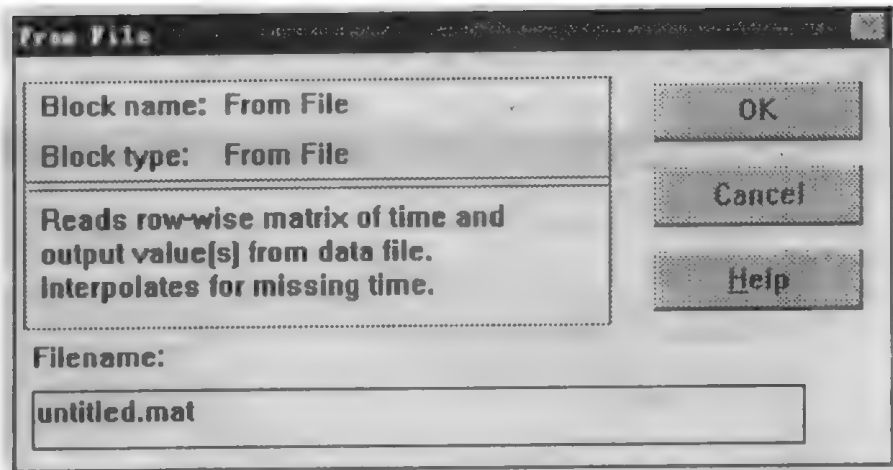 From File
Block name: From File
Block type: From File
Reads row-wise matrix of time and
output value(s) from data file.
Interpolates for missing time.
OK
Cancel
Help
Filename:
untitled.mat